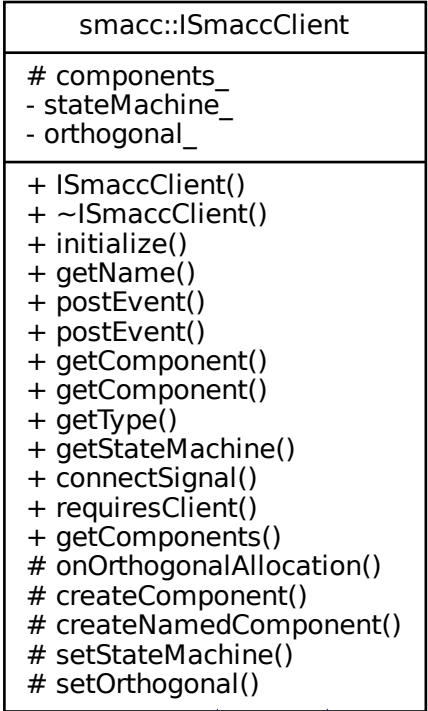 smacc::ISmaccClient
# components_
- stateMachine_
- orthogonal_
+ ISmaccClient()
+ ~ISmaccClient()
+ initialize()
+ getName()
+ postEvent()
+ postEvent()
+ getComponent()
+ getComponent()
+ getType()
+ getStateMachine()
+ connectSignal()
+ requiresClient()
+ getComponents()
# onOrthogonalAllocation()
# createComponent()
# createNamedComponent()
# setStateMachine()
# setOrthogonal()